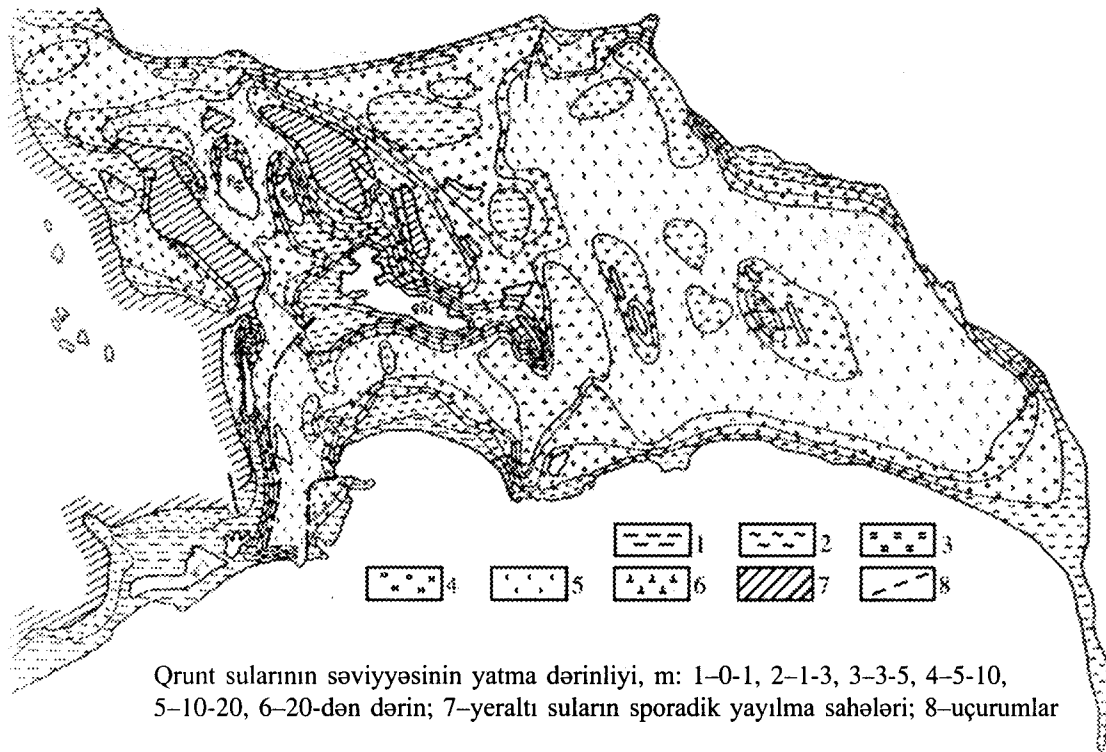 1 2 3
4 5 6 7 8
Qrunt sularının səviyyəsinin yatma dərinliyi, m: 1–0-1, 2–1-3, 3–3-5, 4–5-10,
5–10-20, 6–20-dən dərin; 7–yeraltı suların sporadik yayılma sahələri; 8–uçurumlar